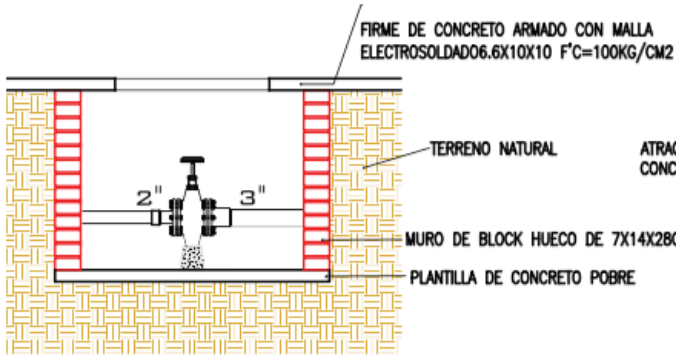 FIRME DE CONCRETO ARMADO CON MALLA
ELECTROSOLDADO6.6X10X10 F'C=100KG/CM2
TERRENO NATURAL
2"
3"
MURO DE BLOCK HUECO DE 7X14X28
PLANTILLA DE CONCRETO POBRE